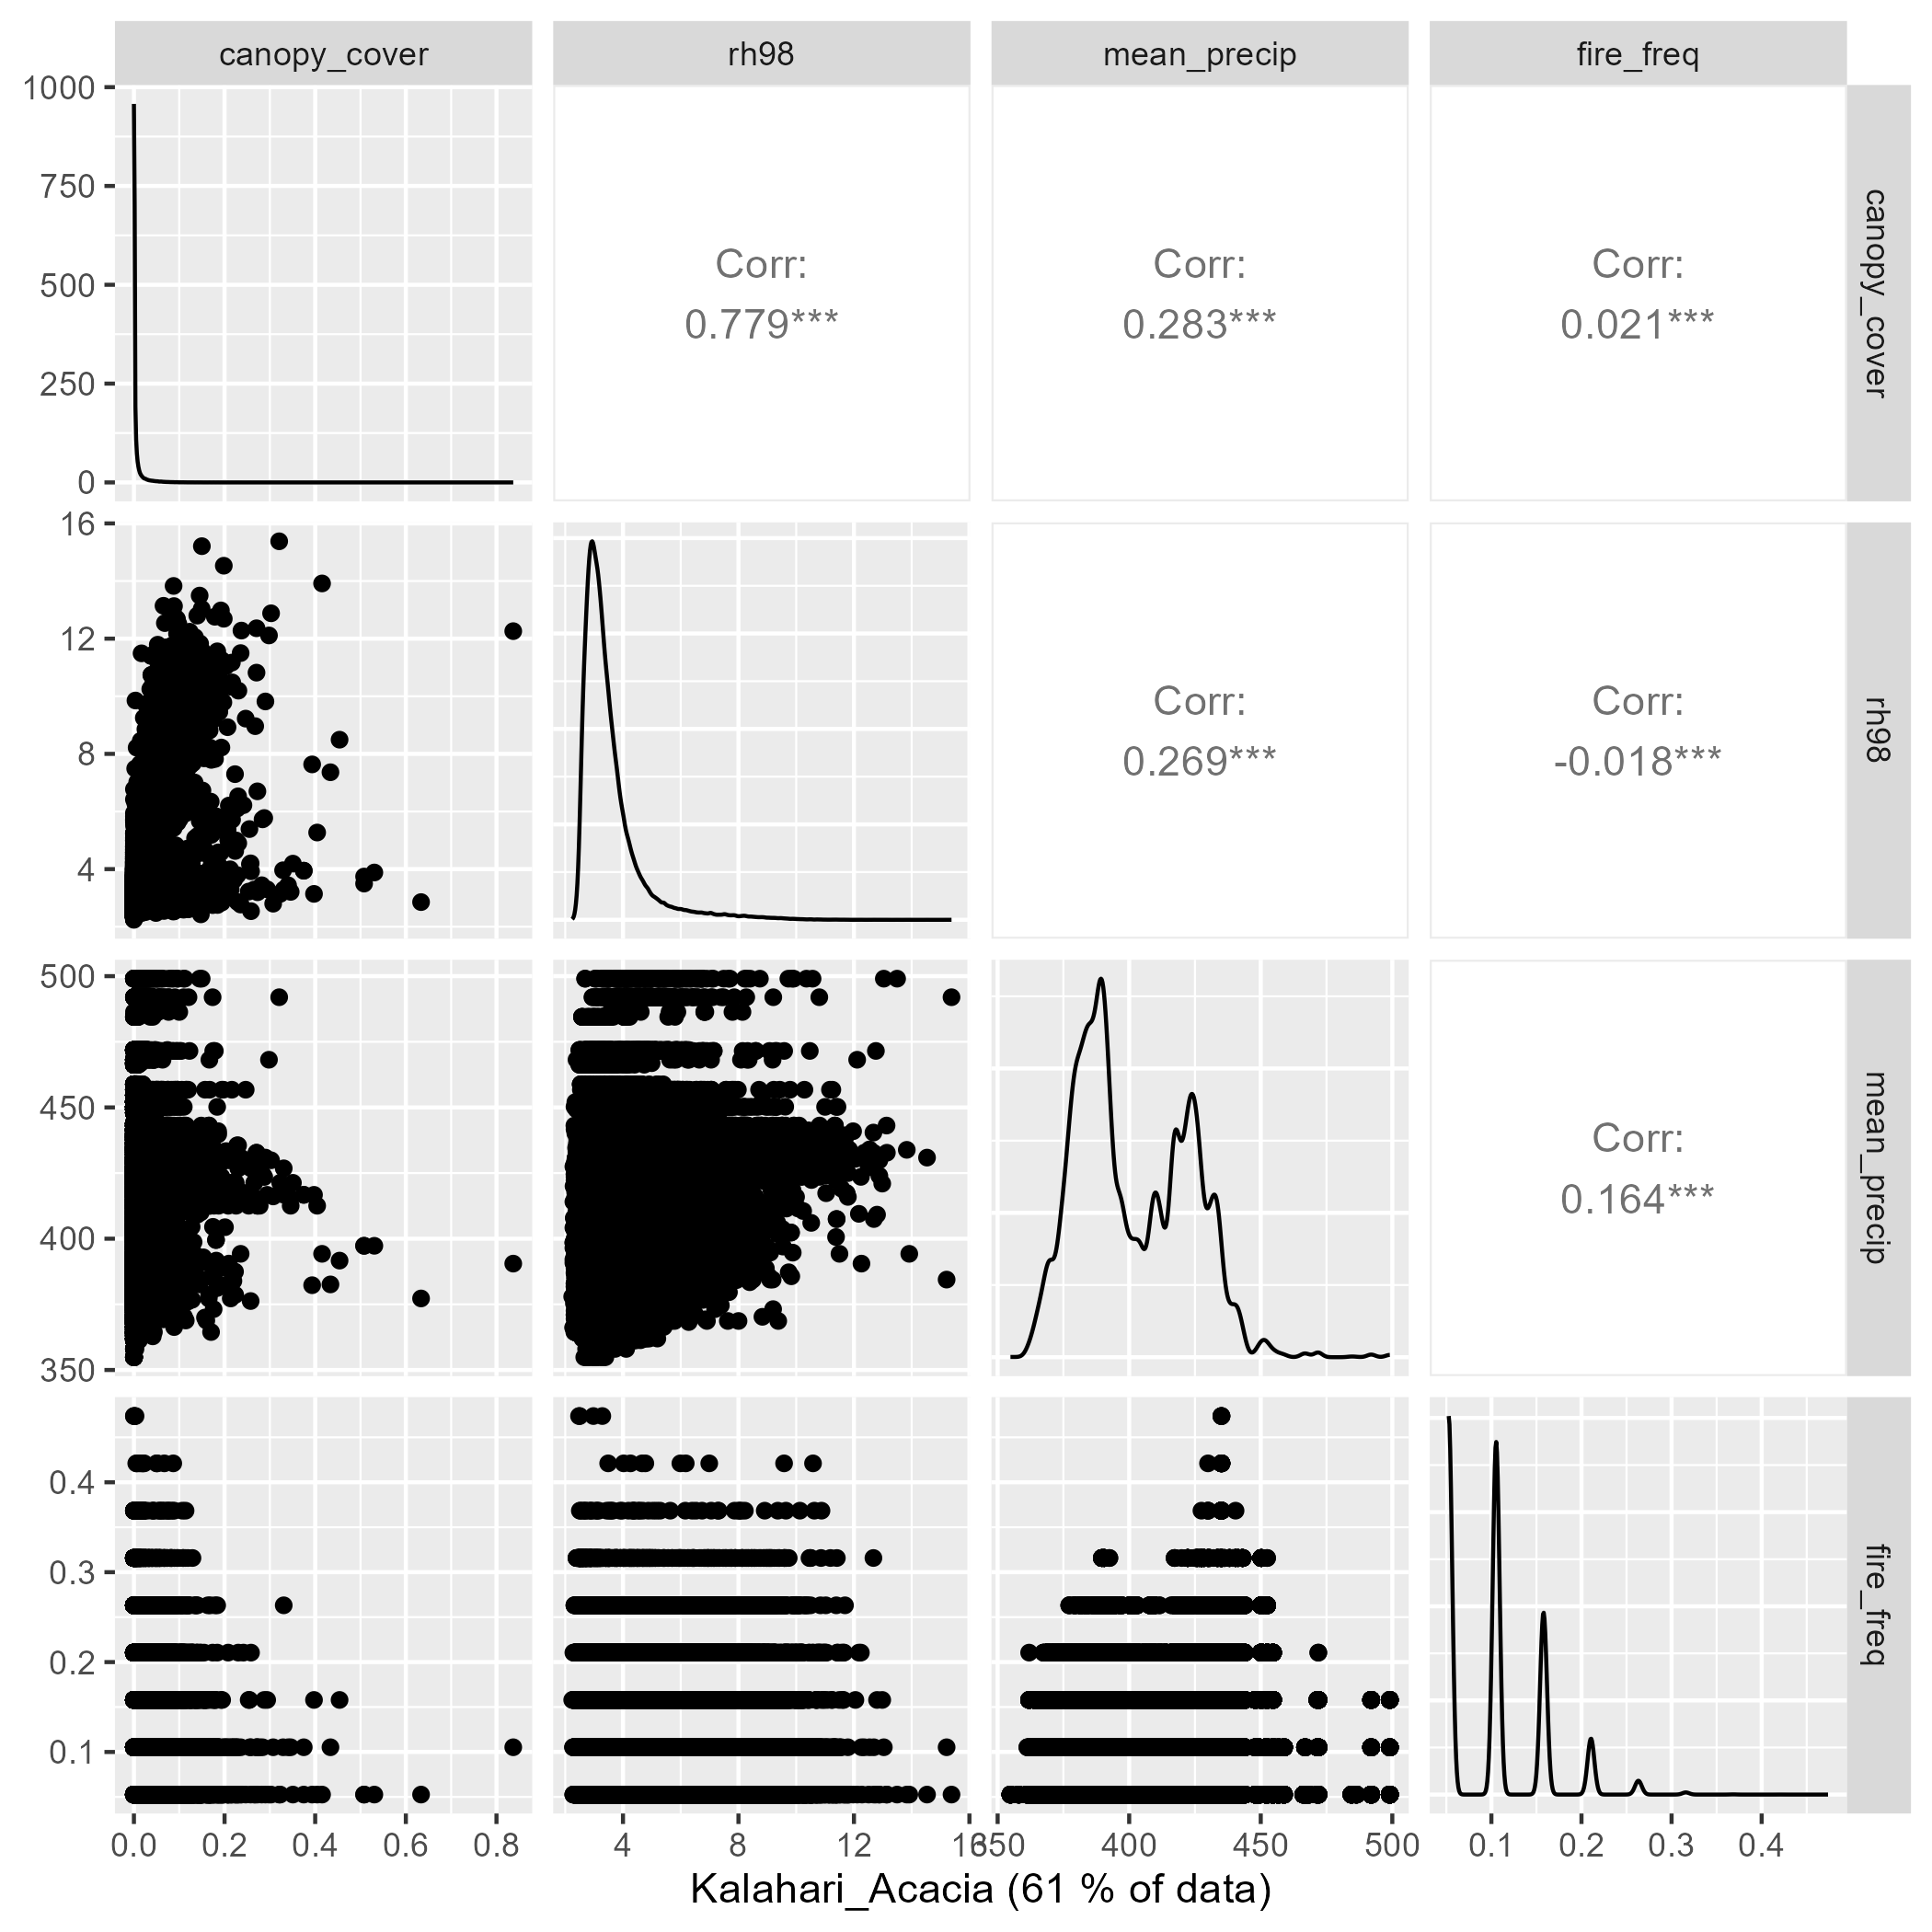 canopy_cover rh98 mean_precip fire_freq
1000
750
500
250
0
Corr:
0.779***
Corr:
0.283***
Corr:
0.021***
canopy_cover
16
12
8
4
Corr:
0.269***
Corr:
-0.018***
rh98
500
450
400
350
Corr:
0.164***
mean_precip
0.4
0.3
0.2
0.1
fire_freq
0.0 0.2 0.4 0.6 0.8 4 8 12 16 350 400 450 500 0.1 0.2 0.3 0.4
Kalahari_Acacia (61 % of data)